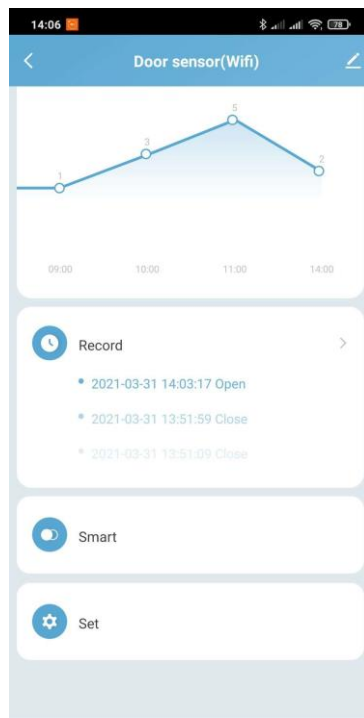 14:06
78
Door sensor(Wifi)
5
3
2
1
09:00 10:00 11:00 14:00
Record
2021-03-31 14:03:17 Open
2021-03-31 13:51:59 Close
2021-03-31 13:51:09 Close
Smart
Set